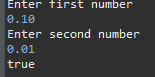 Enter first number
0.10
Enter second number
0.01
true